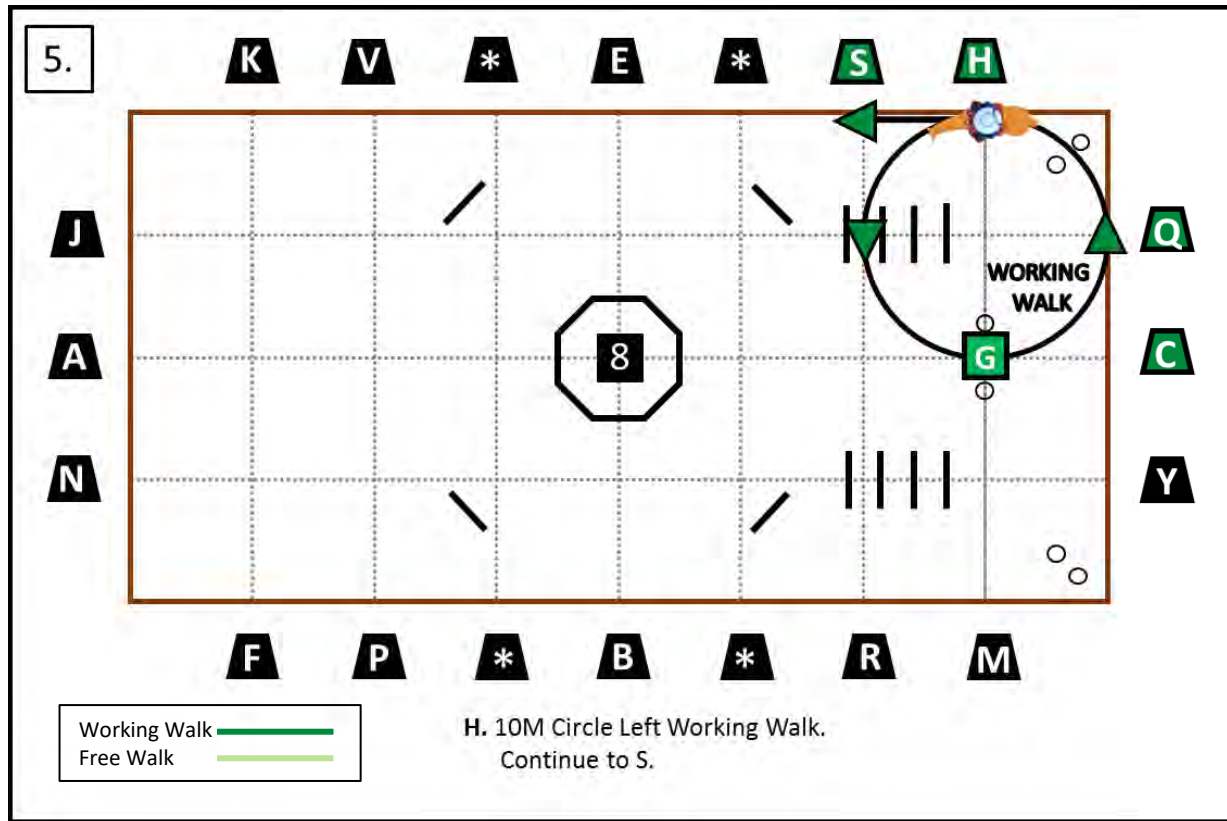 5.
K V * E * S H
J Q
WORKING
WALK
8 G
A C
N Y
F P * B * R M
Working Walk
Free Walk
H. 10M Circle Left Working Walk.
Continue to S.